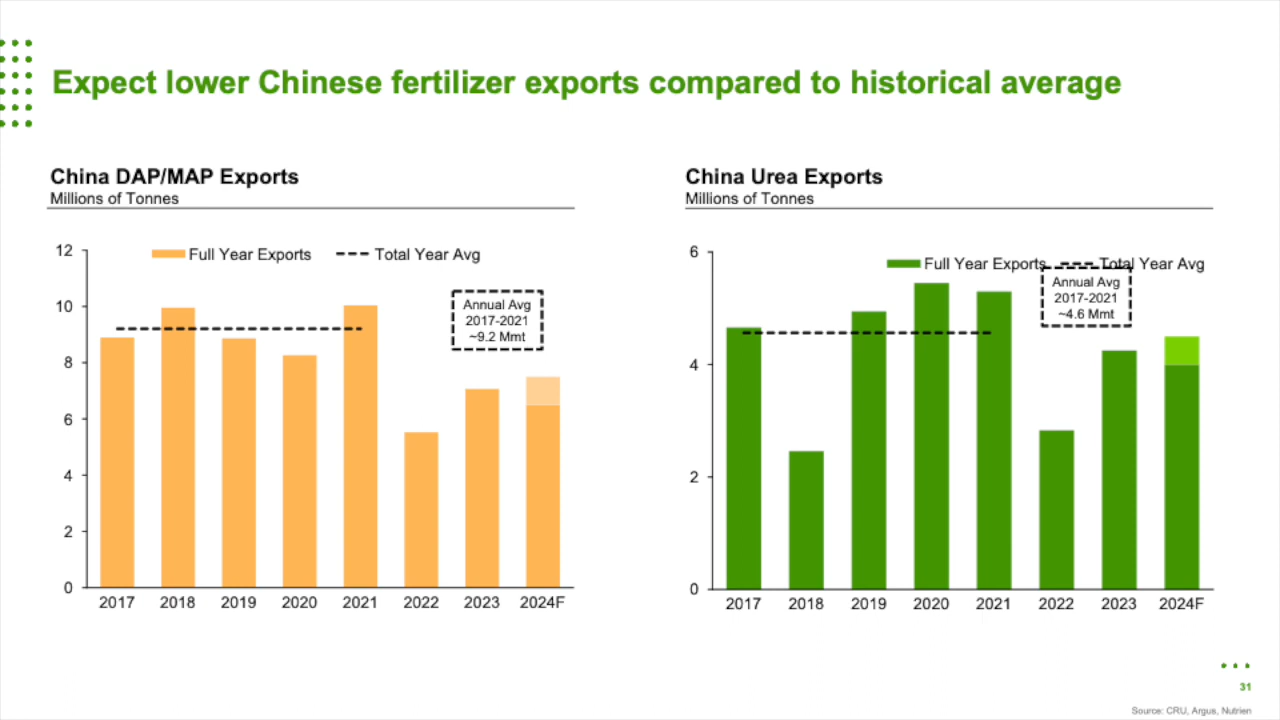 Expect lower Chinese fertilizer exports compared to historical average
China DAP/MAP Exports
Millions of Tonnes
12
10
8
6
4
2
0
Full Year Exports
Total Year Avg
Annual Avg
2017-2021
~9.2 Mmt
2017 2018 2019 2020 2021 2022 2023 2024F
China Urea Exports
Millions of Tonnes
6
4
2
0
Full Year Exports
Total Year Avg
Annual Avg
2017-2021
~4.6 Mmt
2017 2018 2019 2020 2021 2022 2023 2024F
31
Source: CRU, Argus, Nutrien